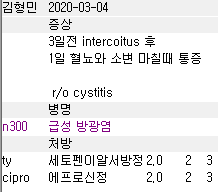 김형민 2020-03-04
증상
3일전 intercoitus 후
1일 혈뇨와 소변 마칠때 통증
r/o cystitis
병명
n300 급성 방광염
처방
ty 세토펜이알서방정 2.0 2 3
cipro 에프로신정 2.0 2 3